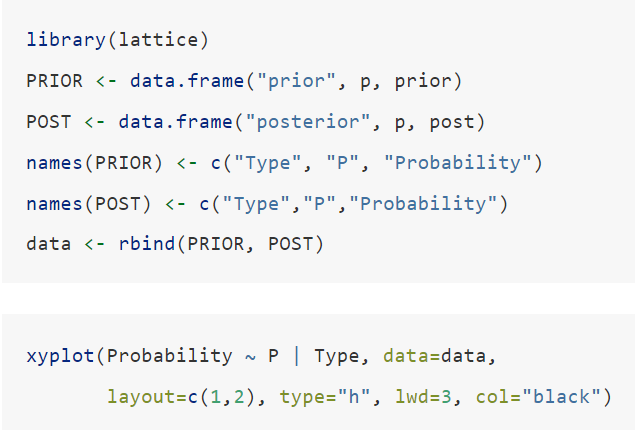 library(lattice)
PRIOR <- data.frame("prior", p, prior)
POST <- data.frame("posterior", p, post)
names(PRIOR) <- c("Type", "P", "Probability")
names(POST) <- c("Type","P","Probability")
data <- rbind(PRIOR, POST)
xyplot(Probability ~ P | Type, data=data,
       layout=c(1,2), type="h", lwd=3, col="black")